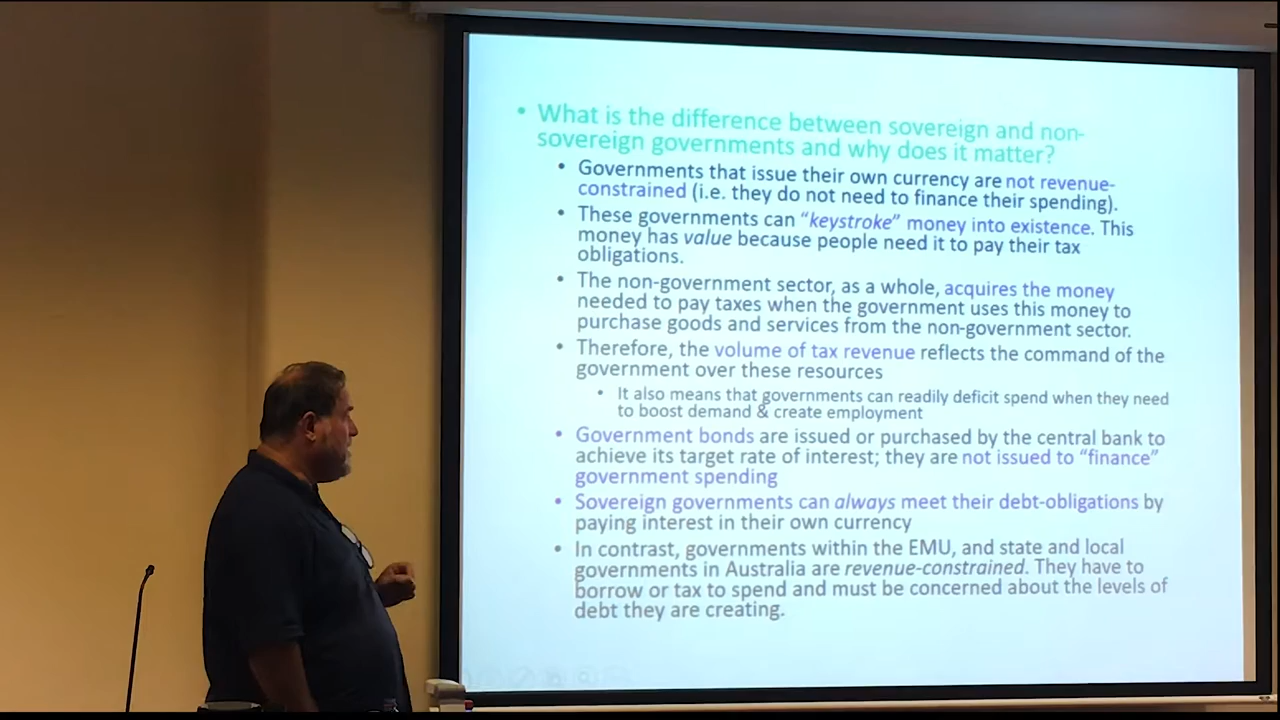 • What is the difference between sovereign and non-
sovereign governments and why does it matter?
• Governments that issue their own currency are not revenue-
constrained (i.e. they do not need to finance their spending).
• These governments can “keystroke” money into existence. This
money has value because people need it to pay their tax
obligations.
• The non-government sector, as a whole, acquires the money
needed to pay taxes when the government uses this money to
purchase goods and services from the non-government sector.
• Therefore, the volume of tax revenue reflects the command of the
government over these resources
• It also means that governments can readily deficit spend when they need
to boost demand & create employment
• Government bonds are issued or purchased by the central bank to
achieve its target rate of interest; they are not issued to “finance”
government spending
• Sovereign governments can always meet their debt-obligations by
paying interest in their own currency
• In contrast, governments within the EMU, and state and local
governments in Australia are revenue-constrained. They have to
borrow or tax to spend and must be concerned about the levels of
debt they are creating.